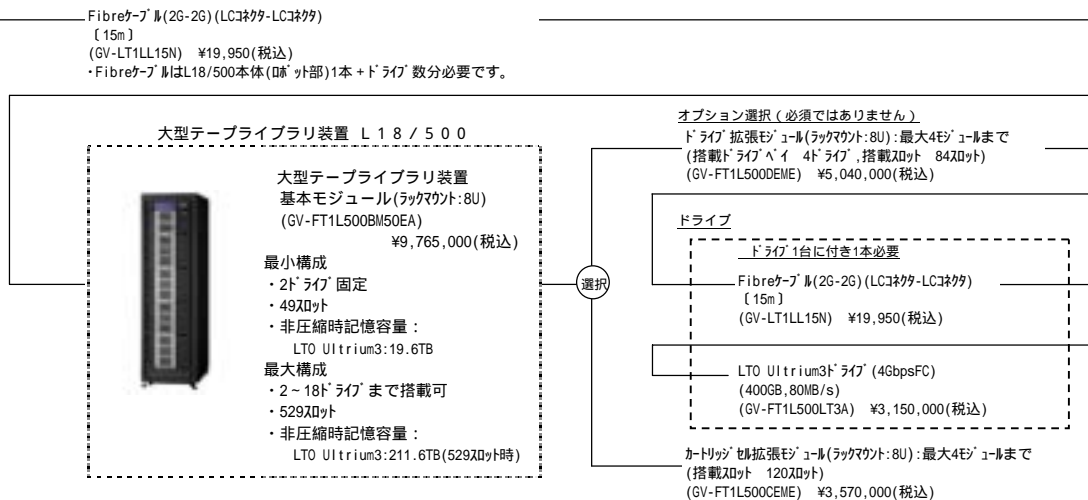 Fibreｹｰﾌﾞﾙ(2G-2G)(LCｺﾈｸﾀ-LCｺﾈｸﾀ)
〔15m〕
(GV-LT1LL15N) ¥19,950(税込)
・FibreｹｰﾌﾞﾙはL18/500本体(ﾛﾎﾞｯﾄ部)1本+ﾄﾞﾗｲﾌﾞ数分必要です。
大型テープライブラリ装置 L18/500
大型テープライブラリ装置
基本モジュール(ﾗｯｸﾏｳﾝﾄ:8U)
(GV-FT1L500BM50EA)
¥9,765,000(税込)
最小構成
・2ﾄﾞﾗｲﾌﾞ固定
・49ｽﾛｯﾄ
・非圧縮時記憶容量：
LTO Ultrium3:19.6TB
最大構成
・2~18ﾄﾞﾗｲﾌﾞまで搭載可
・529ｽﾛｯﾄ
・非圧縮時記憶容量：
LTO Ultrium3:211.6TB(529ｽﾛｯﾄ時)
選択
オプション選択（必須ではありません）
ﾄﾞﾗｲﾌﾞ拡張ﾓｼﾞｭｰﾙ(ﾗｯｸﾏｳﾝﾄ:8U):最大4ﾓｼﾞｭｰﾙまで
(搭載ﾄﾞﾗｲﾌﾞﾍﾞｲ 4ﾄﾞﾗｲﾌﾞ,搭載ｽﾛｯﾄ 84ｽﾛｯﾄ)
(GV-FT1L500DEME) ¥5,040,000(税込)
ドライブ
ﾄﾞﾗｲﾌﾞ1台に付き1本必要
Fibreｹｰﾌﾞﾙ(2G-2G)(LCｺﾈｸﾀ-LCｺﾈｸﾀ)
〔15m〕
(GV-LT1LL15N) ¥19,950(税込)
LTO Ultrium3ﾄﾞﾗｲﾌﾞ(4GbpsFC)
(400GB,80MB/s)
(GV-FT1L500LT3A) ¥3,150,000(税込)
ｶｰﾄﾘｯｼﾞｾﾙ拡張ﾓｼﾞｭｰﾙ(ﾗｯｸﾏｳﾝﾄ:8U):最大4ﾓｼﾞｭｰﾙまで
(搭載ｽﾛｯﾄ 120ｽﾛｯﾄ)
(GV-FT1L500CEME) ¥3,570,000(税込)